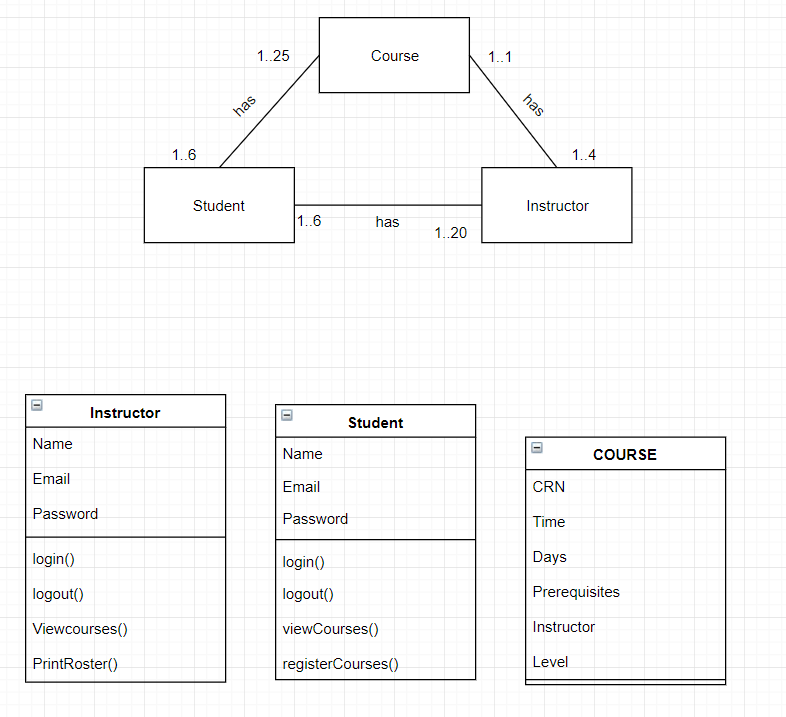 Course
1..25
1..1
has
has
1..6
1..4
Student
Instructor
1..6
has
1..20
Instructor
Name
Email
Password
login()
logout()
Viewcourses()
PrintRoster()
Student
Name
Email
Password
login()
logout()
viewCourses()
registerCourses()
COURSE
CRN
Time
Days
Prerequisites
Instructor
Level